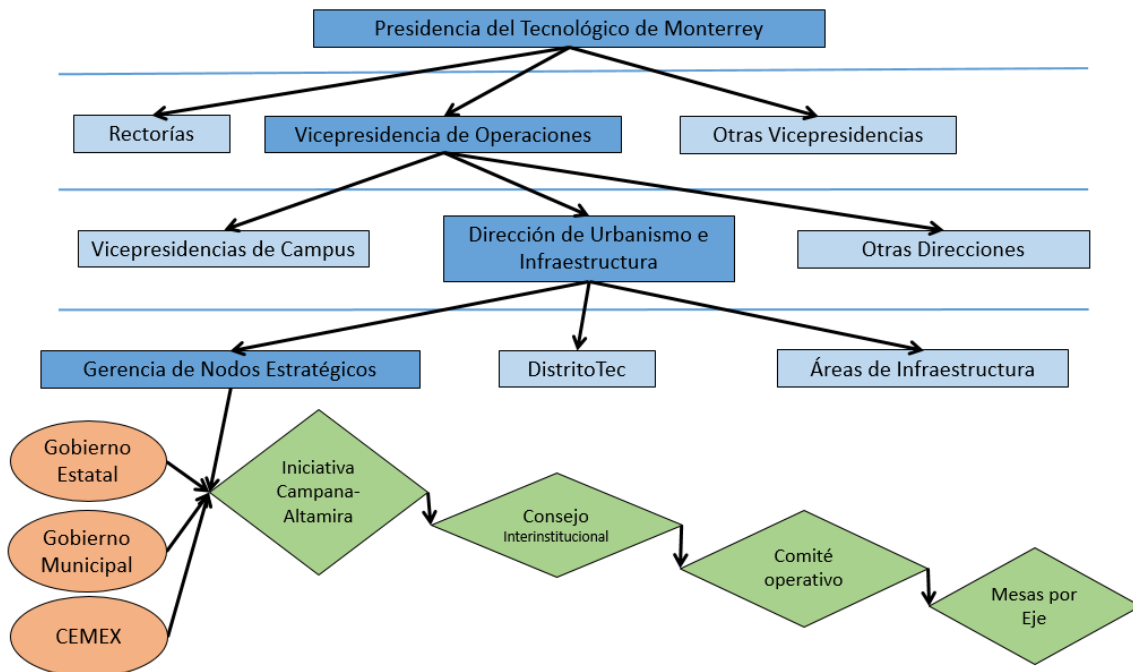 Presidencia del Tecnológico de Monterrey
Rectorías
Vicepresidencia de Operaciones
Otras Vicepresidencias
Vicepresidencias de Campus
Dirección de Urbanismo e
Infraestructura
Otras Direcciones
Gerencia de Nodos Estratégicos
DistritoTec
Áreas de Infraestructura
Gobierno
Estatal
Gobierno
Municipal
CEMEX
Iniciativa
Campana-
Altamira
Consejo
Interinstitucional
Comité
operativo
Mesas por
Eje